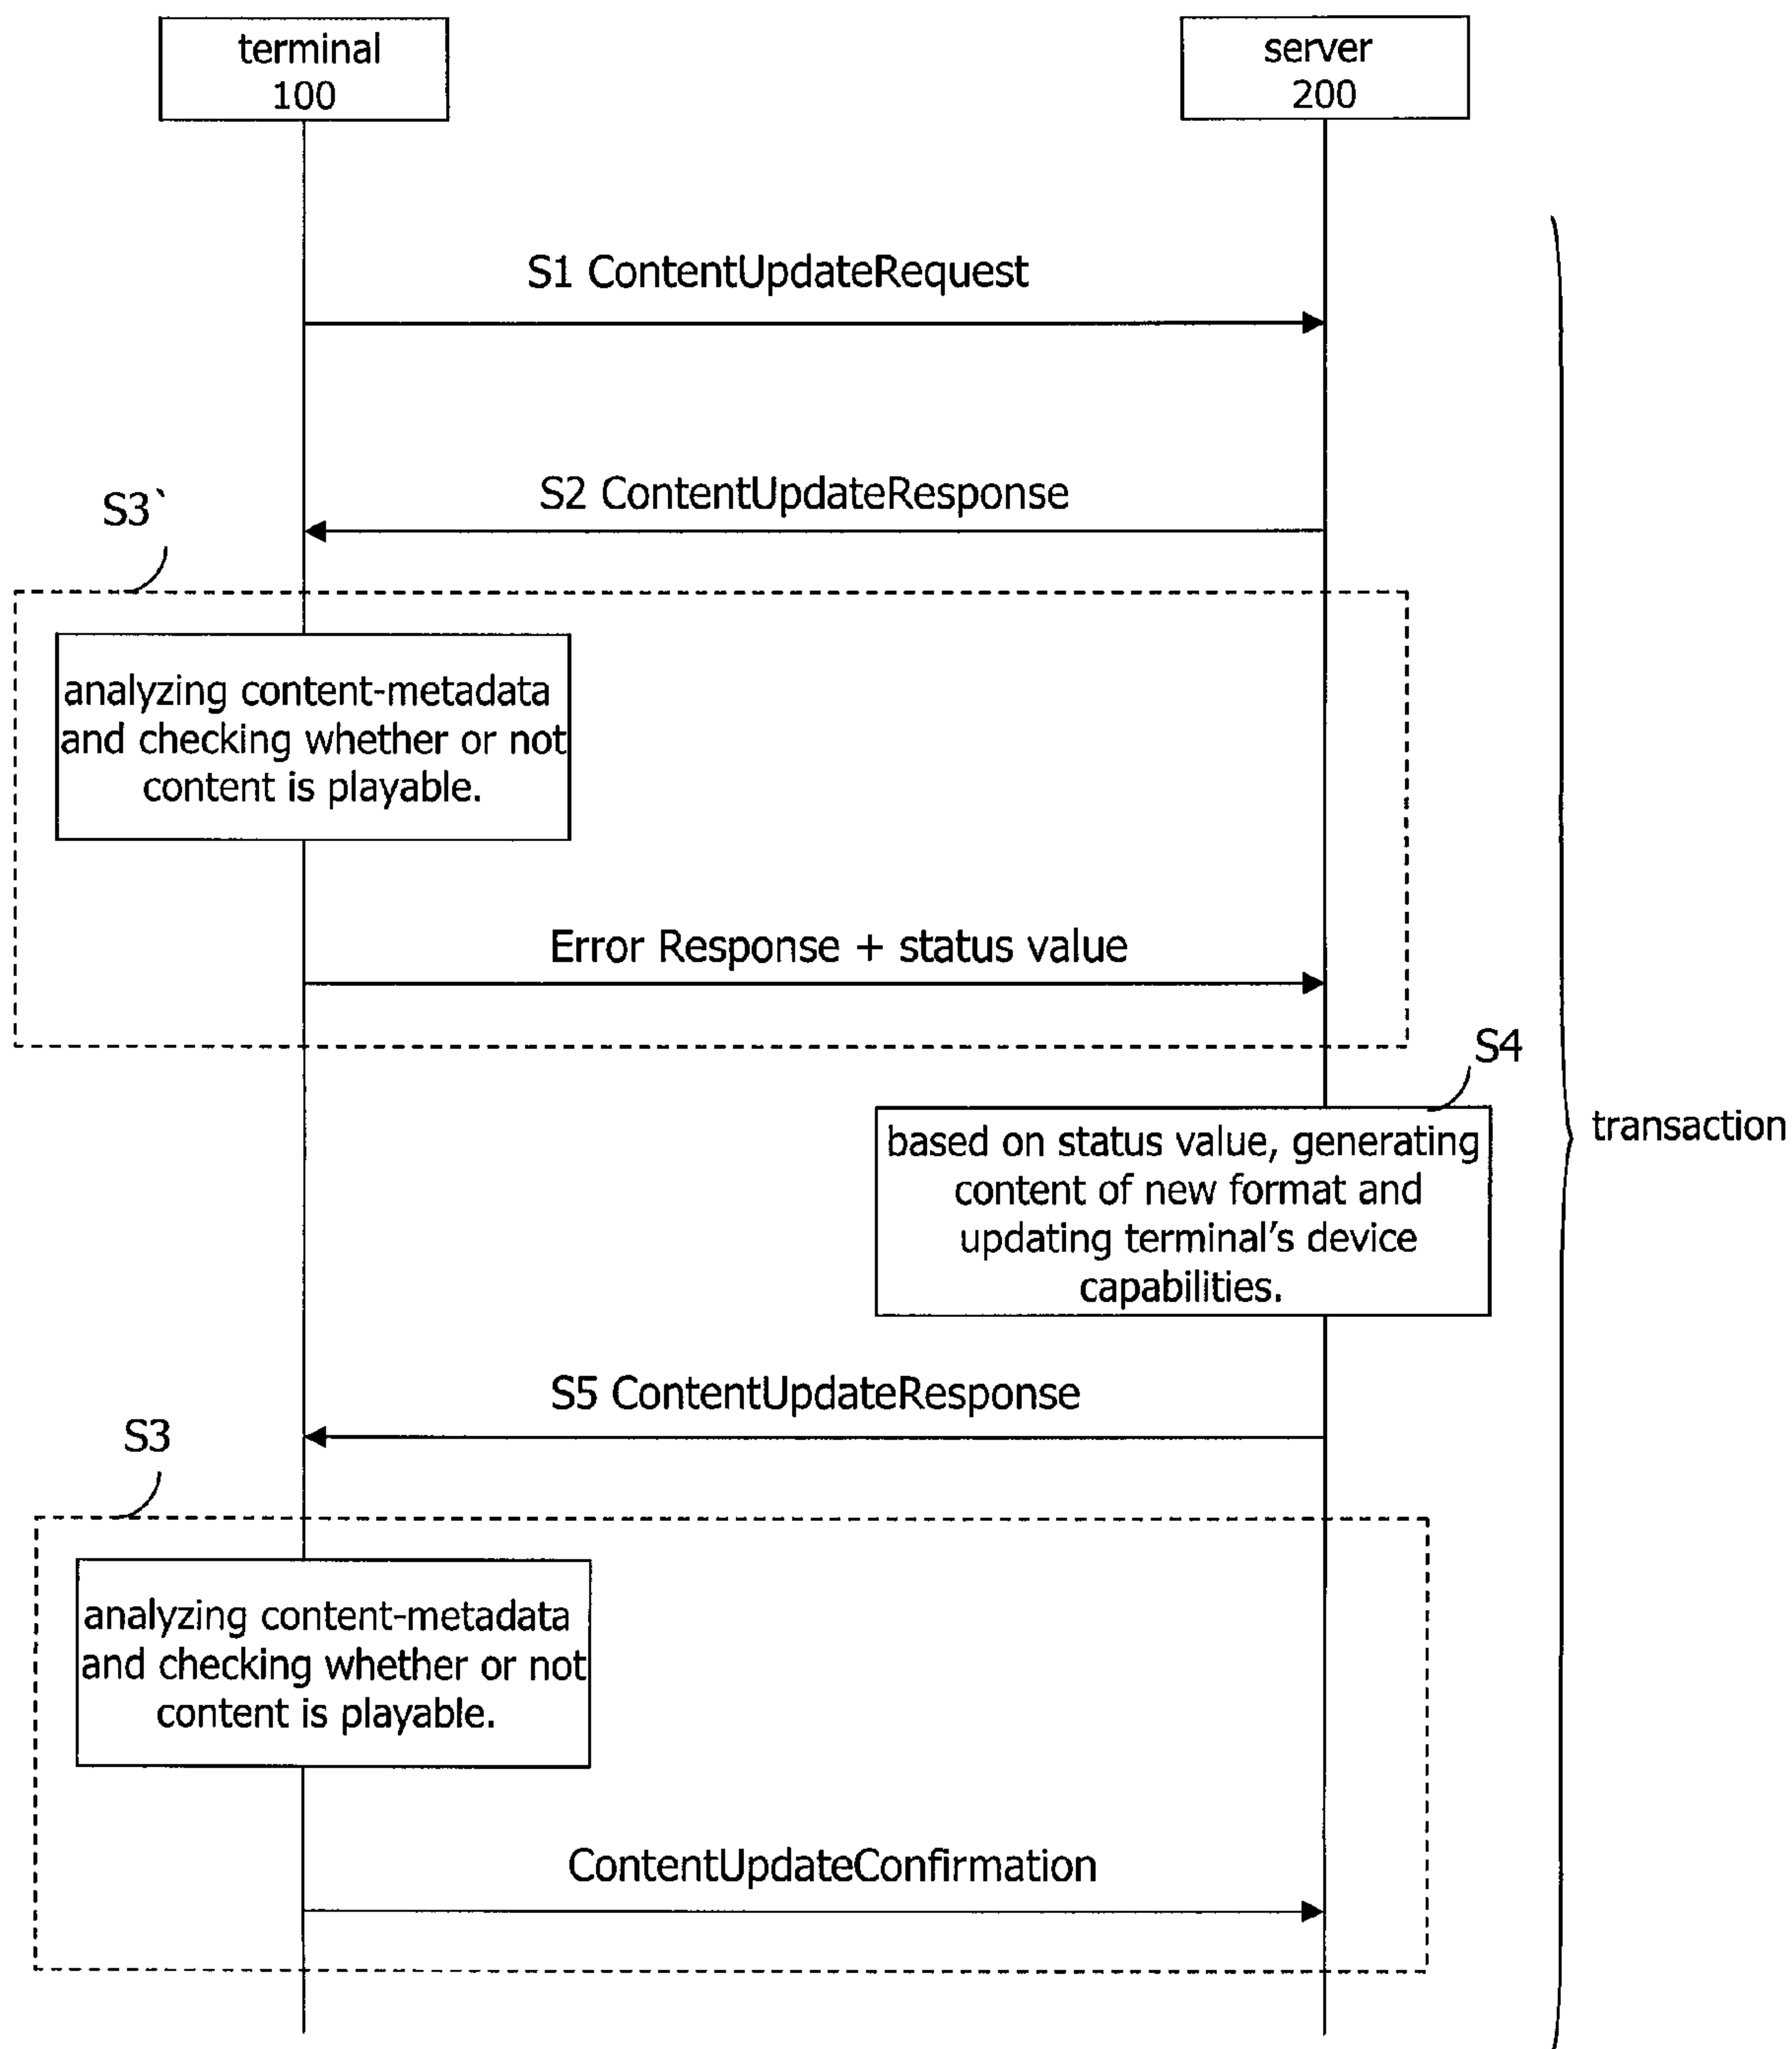 terminal
100
server
200
S1 ContentUpdateRequest
S2 ContentUpdateResponse
S3`
analyzing content-metadata
and checking whether or not
content is playable.
Error Response + status value
S4
based on status value, generating
content of new format and
updating terminal's device
capabilities.
transaction
S5 ContentUpdateResponse
S3
analyzing content-metadata
and checking whether or not
content is playable.
ContentUpdateConfirmation